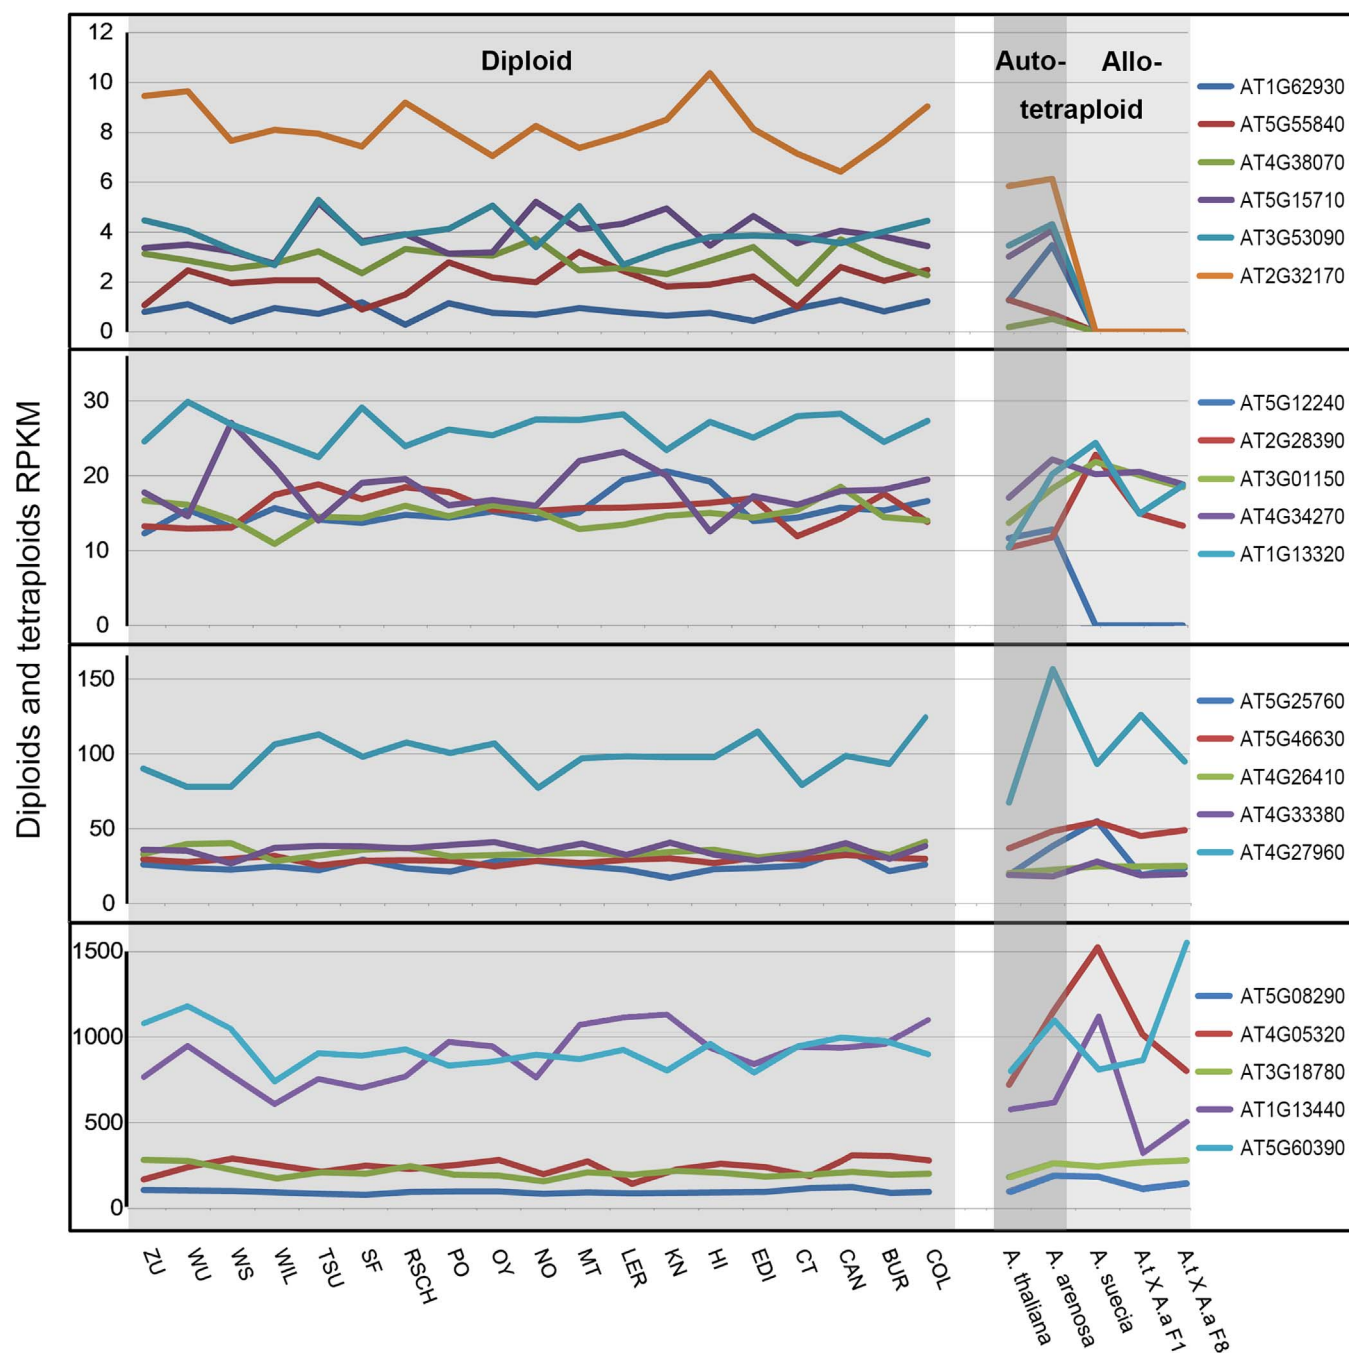 Diploids and tetraploids RPKM
12
10
8
6
4
2
0
Diploid
Auto-
Allo-
tetraploid
AT1G62930
AT5G55840
AT4G38070
AT5G15710
AT3G53090
AT2G32170
30
20
10
0
AT5G12240
AT2G28390
AT3G01150
AT4G34270
AT1G13320
150
100
50
0
AT5G25760
AT5G46630
AT4G26410
AT4G33380
AT4G27960
1500
1000
500
0
AT5G08290
AT4G05320
AT3G18780
AT1G13440
AT5G60390
ZU
WU
WS
WIL
TSU
SF
RSCH
PO
OY
NO
MT
LER
KN
HI
EDI
CT
CAN
BUR
COL
A. thaliana
A. arenosa
A. suecia
A.t X A.a F1
A.t X A.a F8